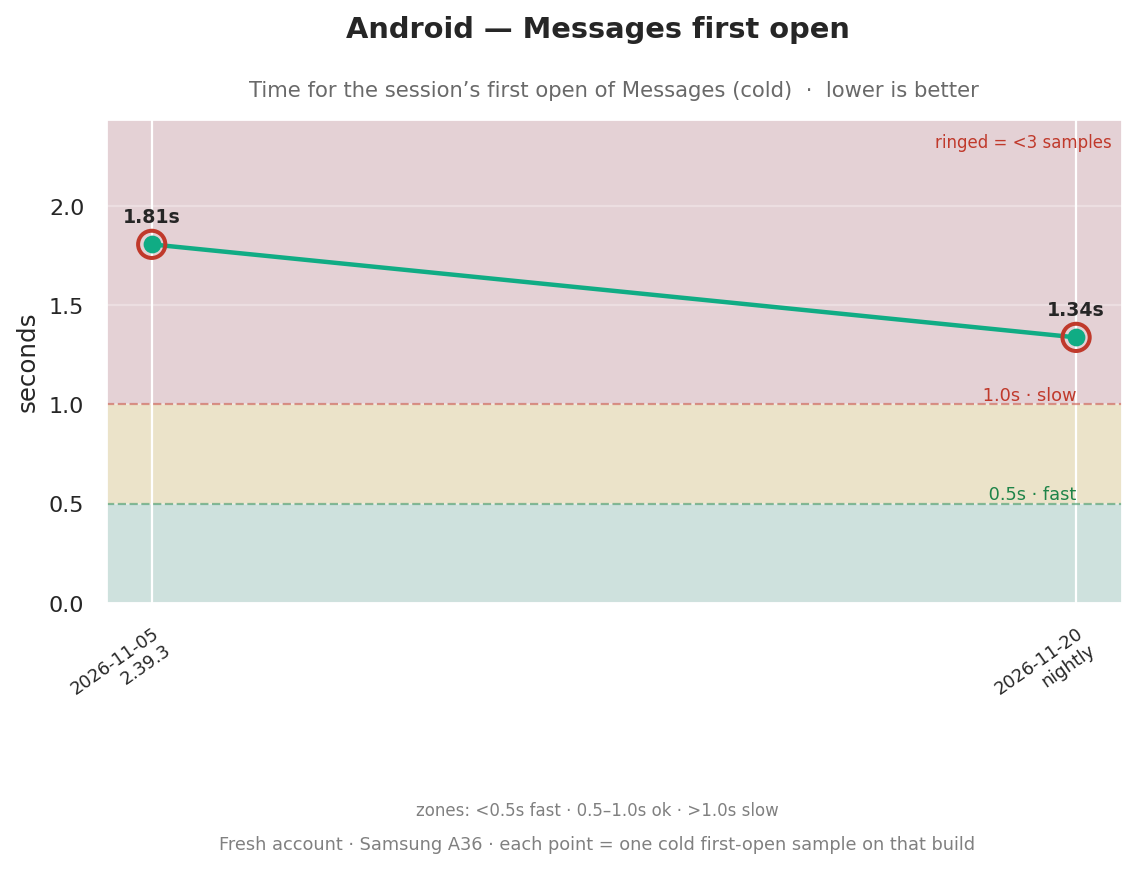 Android — Messages first open
Time for the session’s first open of Messages (cold)  ·  lower is better
ringed = <3 samples
2.0
1.81s
1.5
1.34s
seconds
1.0s · slow
1.0
0.5s · fast
0.5
0.0
2026-11-05
2.39.3
2026-11-20
nightly
zones: <0.5s fast · 0.5–1.0s ok · >1.0s slow
Fresh account · Samsung A36 · each point = one cold first-open sample on that build